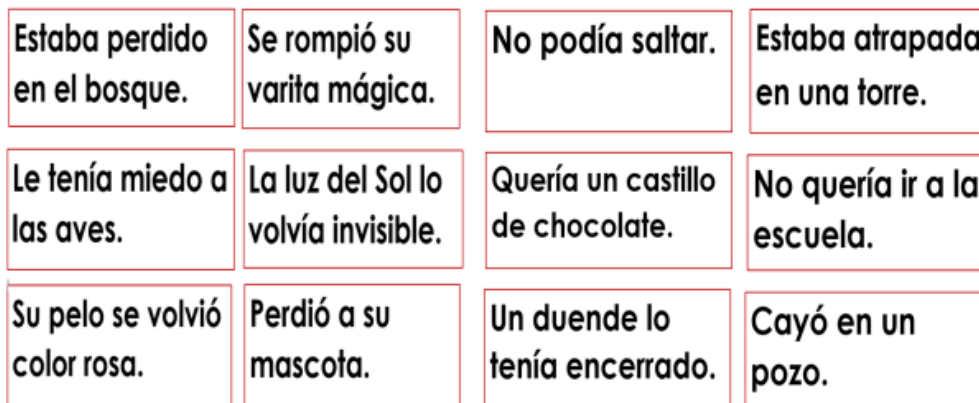 Estaba perdido
en el bosque.
Se rompió su
varita mágica.
No podía saltar.
Estaba atrapada
en una torre.
Le tenía miedo a
las aves.
La luz del Sol lo
volvía invisible.
Quería un castillo
de chocolate.
No quería ir a la
escuela.
Su pelo se volvió
color rosa.
Perdió a su
mascota.
Un duende lo
tenía encerrado.
Cayó en un
pozo.